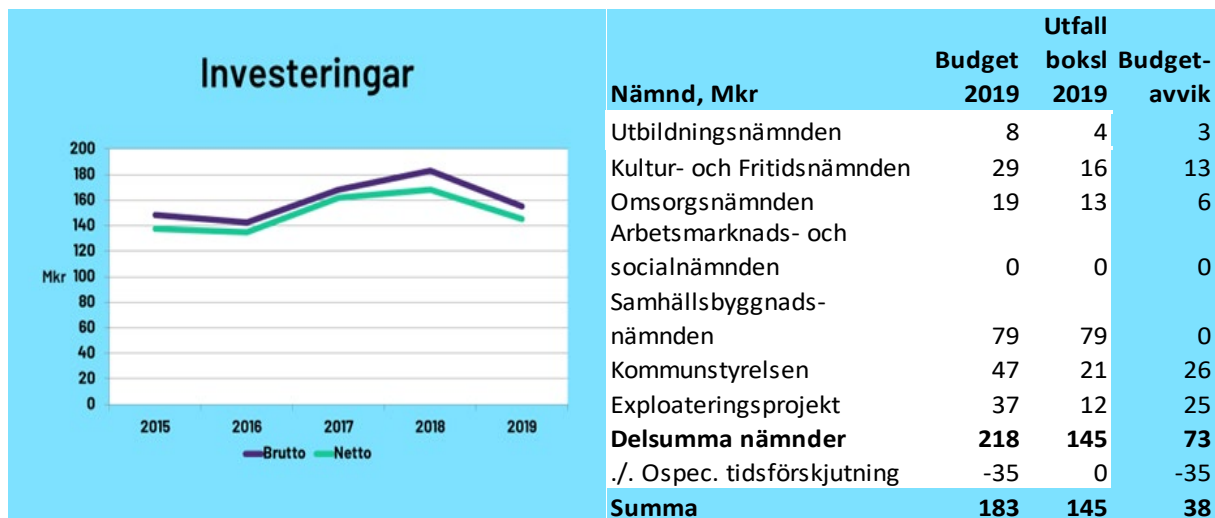 Investeringar
200
180
160
140
120
Mkr 100
80
60
40
20
0
2015 2016 2017 2018 2019
Brutto Netto
Utfall
Budget boksl Budget-
Nämnd, Mkr 2019 2019 avvik
Utbildningsnämnden 8 4 3
Kultur- och Fritidsnämnden 29 16 13
Omsorgsnämnden 19 13 6
Arbetsmarknads- och
socialnämnden 0 0 0
Samhällsbyggnads-
nämnden 79 79 0
Kommunstyrelsen 47 21 26
Exploateringsprojekt 37 12 25
Delsumma nämnder 218 145 73
./. Ospec. tidsförskjutning -35 0 -35
Summa 183 145 38